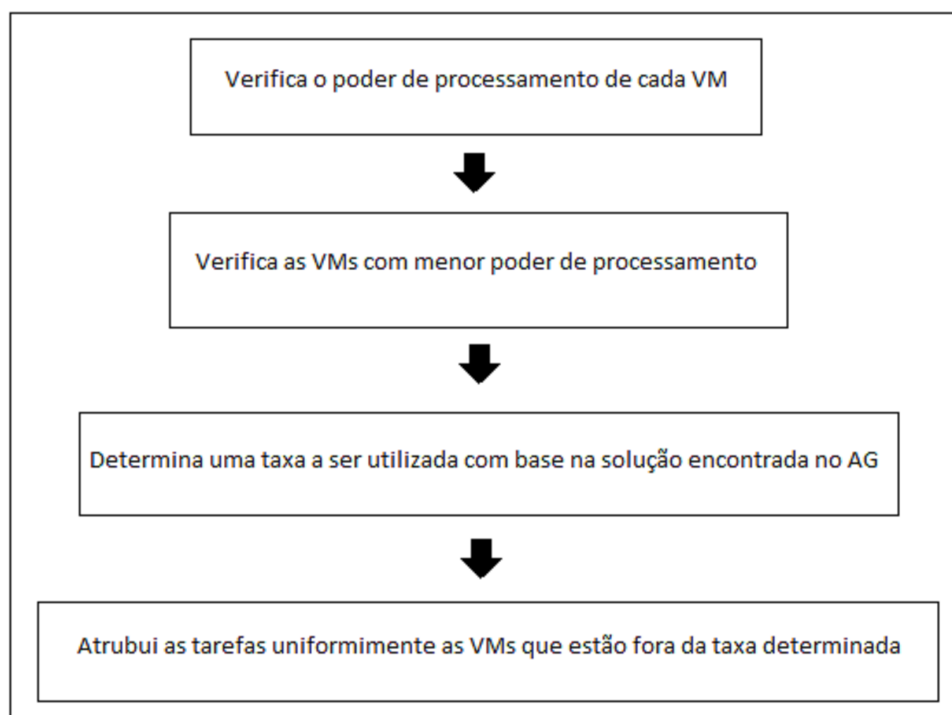 Verifica o poder de processamento de cada VM
Verifica as VMs com menor poder de processamento
Determina uma taxa a ser utilizada com base na solução encontrada no AG
Atrubui as tarefas uniformimente as VMs que estão fora da taxa determinada